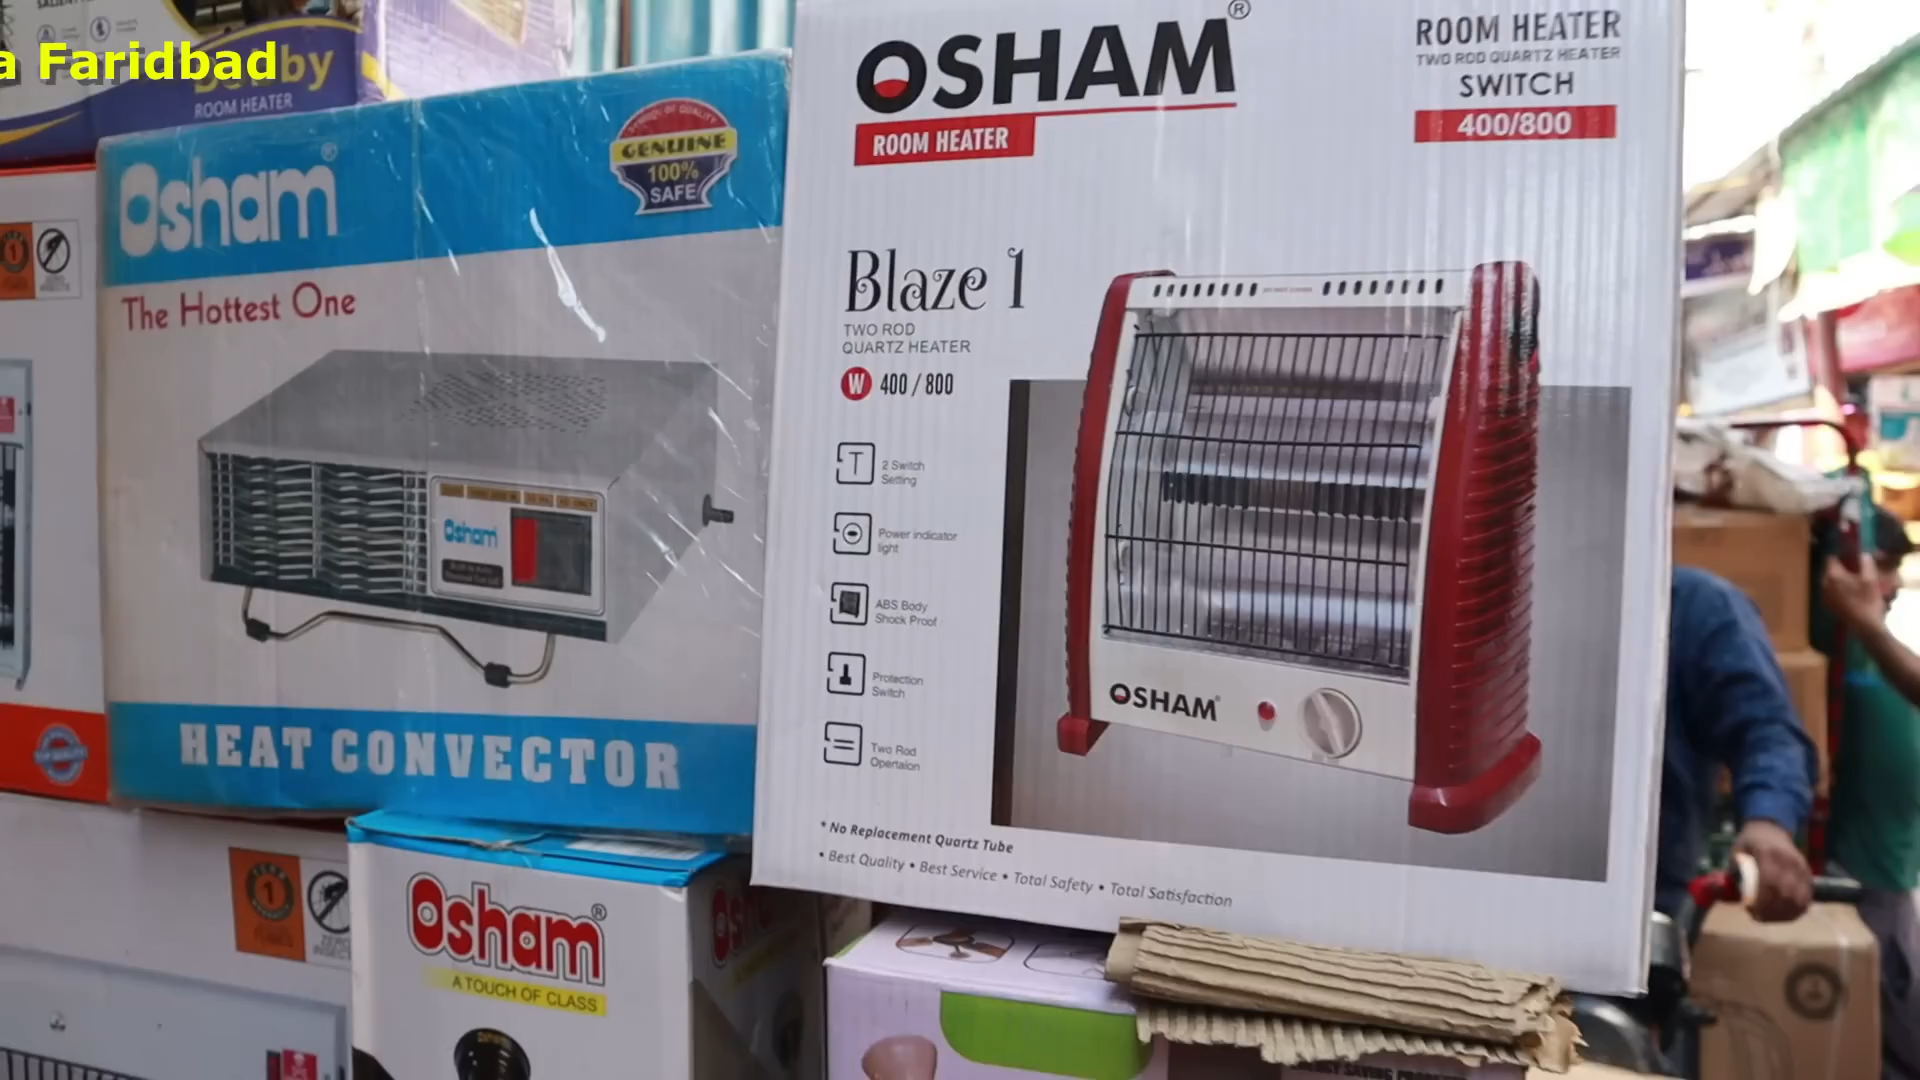 a Faridbad
by
ROOM HEATER
Osham®
GENUINE
100%
SAFE
The Hottest One
Osham
HEAT CONVECTOR
1
Osham®
A TOUCH OF CLASS
OSHAM®
ROOM HEATER
ROOM HEATER
TWO ROD QUARTZ HEATER
SWITCH
400/800
Blaze 1
TWO ROD
QUARTZ HEATER
W 400 / 800
2 Switch
Setting
Power indicator
light
ABS Body
Shock Proof
Protection
Switch
Two Rod
Opertaion
OSHAM
* No Replacement Quartz Tube
• Best Quality • Best Service • Total Safety • Total Satisfaction